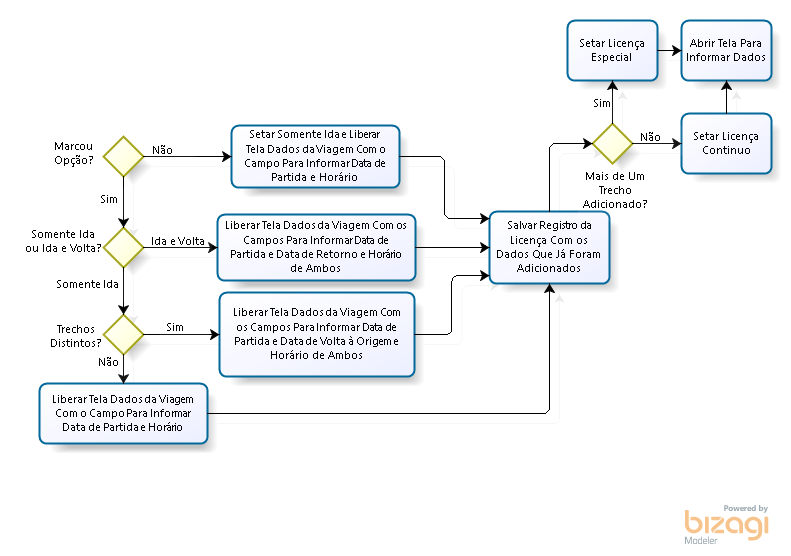 Setar Licença
Especial
Abrir Tela Para
Informar Dados
Sim
Não
Setar Licença
Continuo
Mais de Um
Trecho
Adicionado?
Marcou
Opção?
Não
Setar Somente Ida e Liberar
Tela Dados da Viagem Com o
Campo Para Informar Data de
Partida e Horário
Sim
Somente Ida
ou Ida e Volta?
Ida e Volta
Liberar Tela Dados da Viagem Com os
Campos Para Informar Data de
Partida e Data de Retorno e Horário
de Ambos
Salvar Registro da
Licença Com os
Dados Que Já Foram
Adicionados
Somente Ida
Trechos
Distintos?
Sim
Liberar Tela Dados da Viagem Com
os Campos Para Informar Data de
Partida e Data de Volta à Origem e
Horário de Ambos
Não
Liberar Tela Dados da Viagem
Com o Campo Para Informar
Data de Partida e Horário
Powered by
bizagi
Modeler